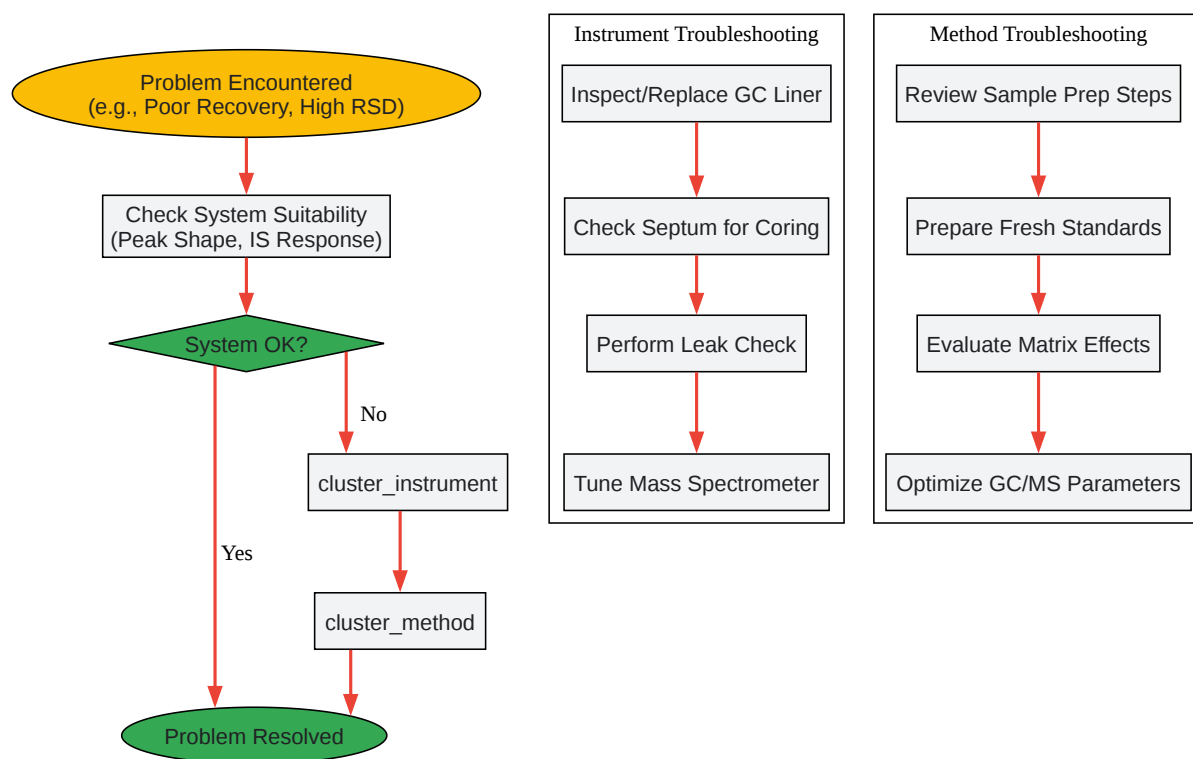 Problem Encountered
(e.g., Poor Recovery, High RSD)
Check System Suitability
(Peak Shape, IS Response)
System OK?
No
Yes
cluster_instrument
cluster_method
Problem Resolved
Instrument Troubleshooting
Inspect/Replace GC Liner
Check Septum for Coring
Perform Leak Check
Tune Mass Spectrometer
Method Troubleshooting
Review Sample Prep Steps
Prepare Fresh Standards
Evaluate Matrix Effects
Optimize GC/MS Parameters